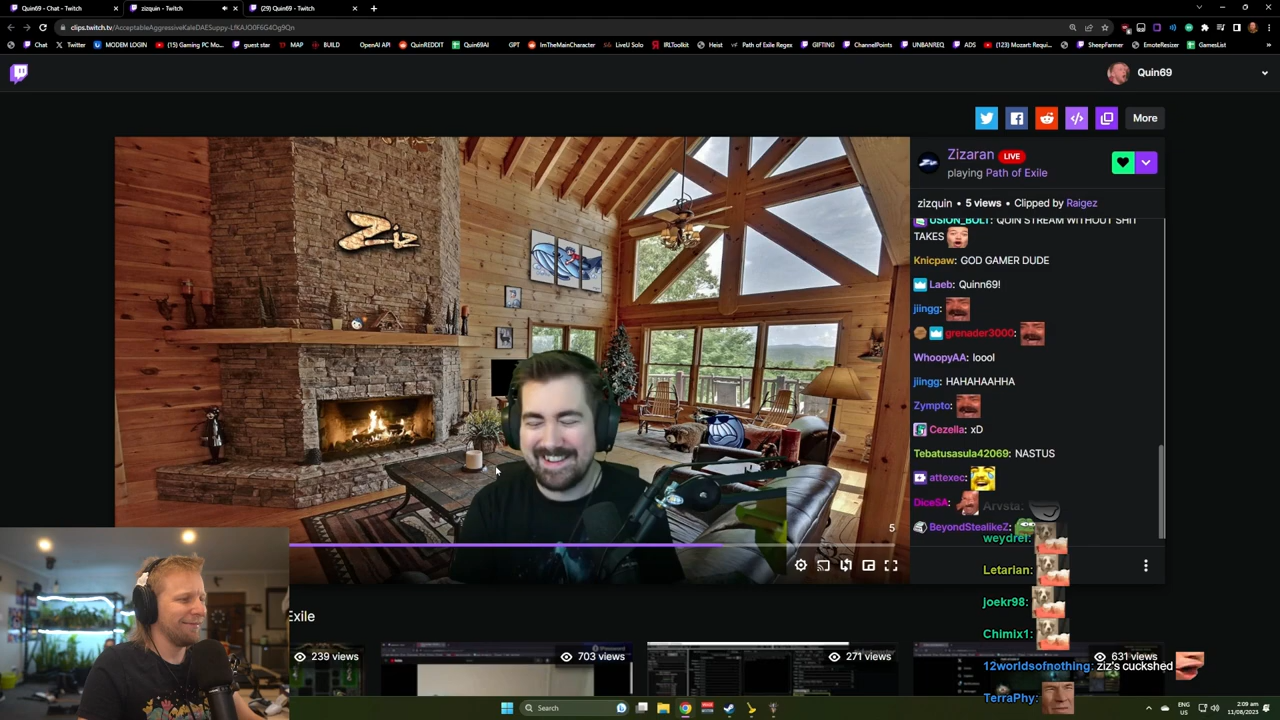 Quin69 - Chat - Twitch
zizquin - Twitch
(29) Quin69 - Twitch
clips.twitch.tv/AcceptableAggressiveKaleDAESuppy-LfKAJO0F6G4Og9Qn
Chat
Twitter
MODEM LOGIN
(15) Gaming PC Mo...
guest star
MAP
BUILD
OpenAI API
QuinREDDIT
Quin69AI
GPT
ImTheMainCharacter
LiveU Solo
IRLToolkit
Heist
Path of Exile Regex
GIFTING
ChannelPoints
UNBANREQ
ADS
(123) Mozart: Requi...
SheepFarmer
EmoteResizer
GamesList
Quin69
More
Zizaran LIVE
playing Path of Exile
zizquin • 5 views • Clipped by Raigez
USION_BOLT: QUIN STREAM WITHOUT SHIT
TAKES
Knicpaw: GOD GAMER DUDE
Laeb: Quinn69!
jiingg:
grenader3000:
WhoopyAA: loool
jiingg: HAHAHAAHHA
Zympto:
Cezella: xD
Tebatusasula42069: NASTUS
attexec:
DiceSA:
BeyondStealikeZ:
Ziz
5
Arvsta:
weydref:
Letarian:
joekr98:
Chimix1:
12worldsofnothing: ziz's cuckshed
TerraPhy:
Exile
239 views
703 views
271 views
631 views
Search
ENG
US
2:09 am
11/08/2023